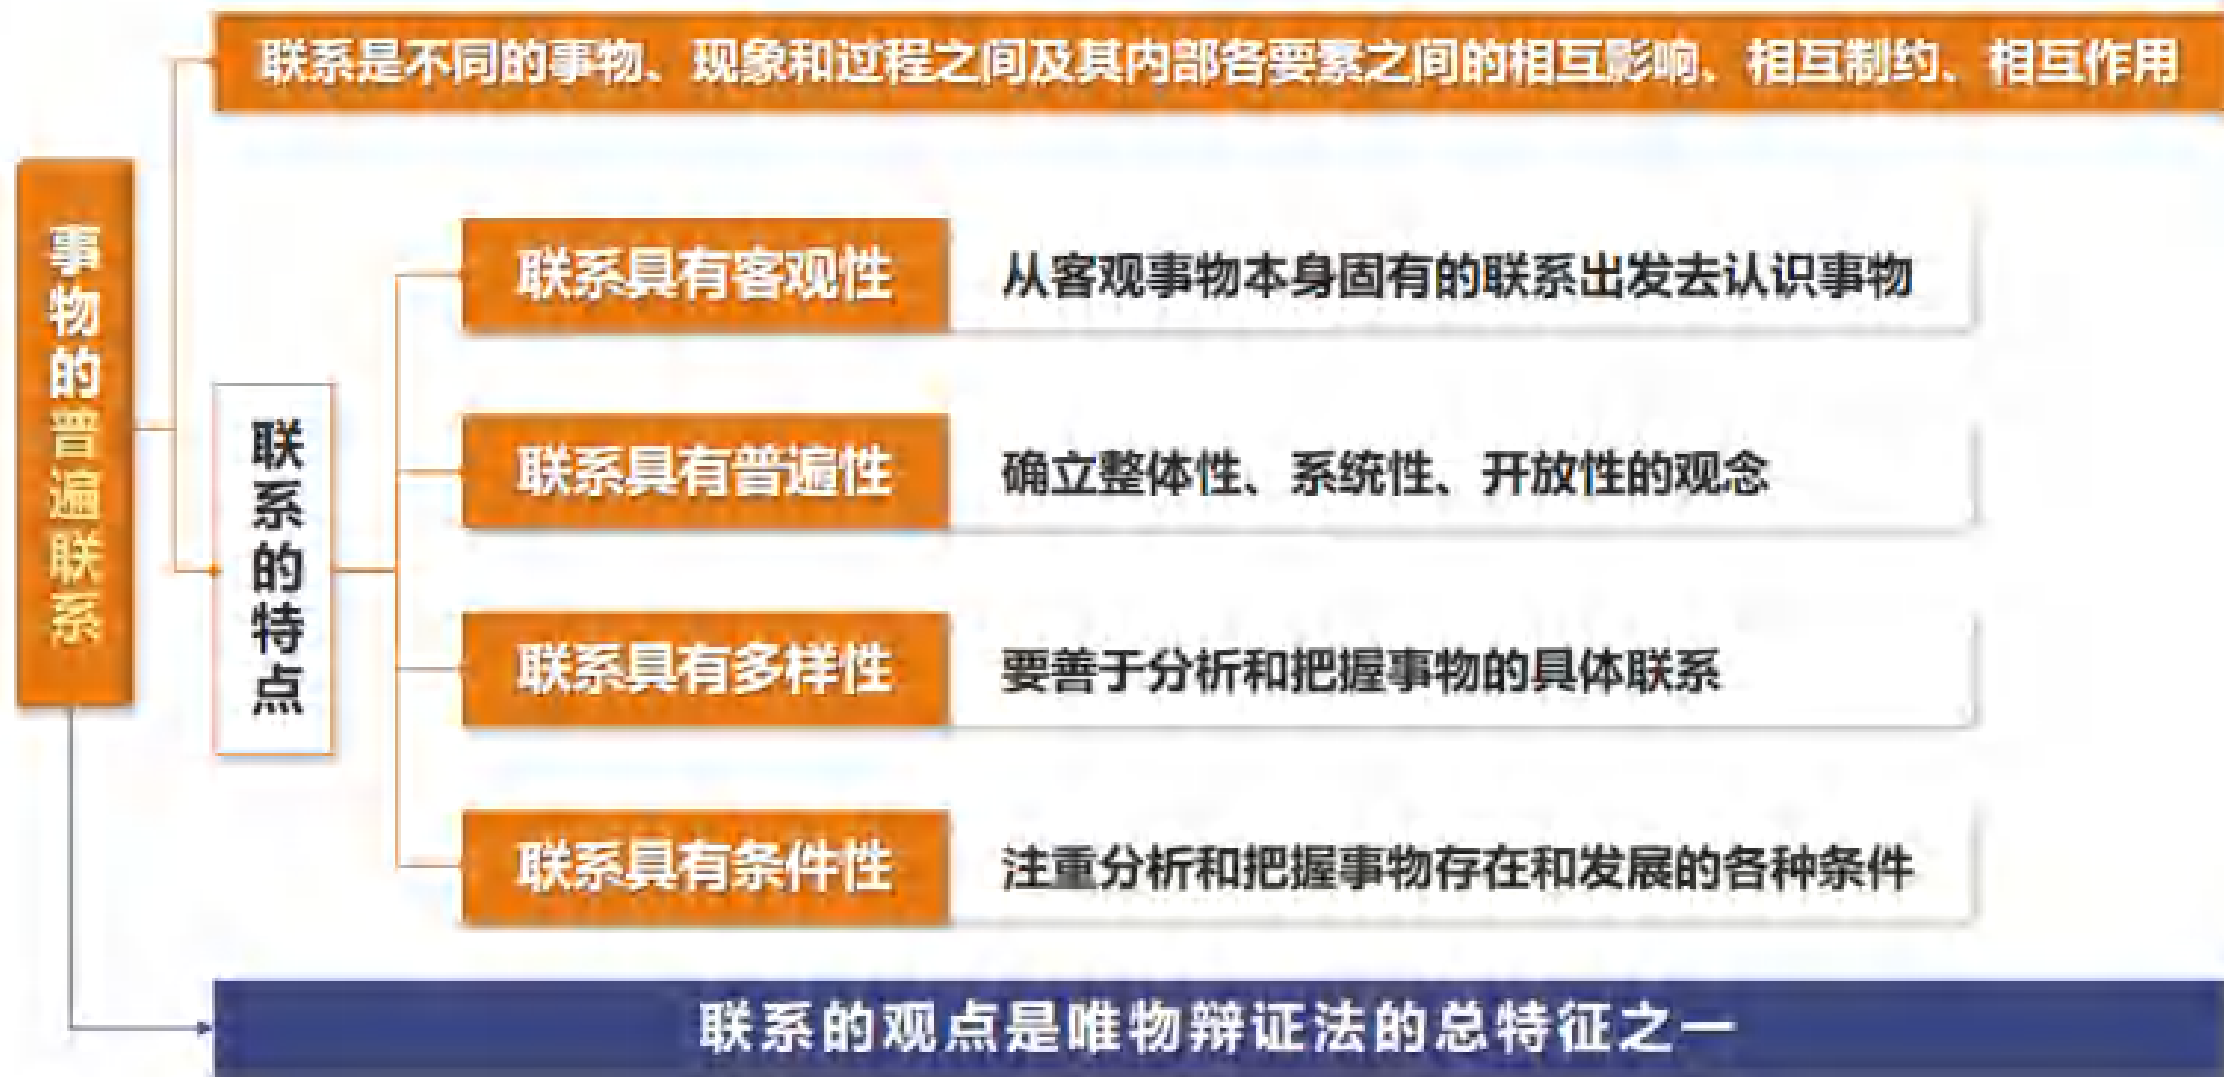 联系是不同的事物、现象和过程之间及其内部各要素之间的相互影响、相互制约、相互作用
事物的普遍联系
联系的特点
联系具有客观性
从客观事物本身固有的联系出发去认识事物
联系具有普遍性
确立整体性、系统性、开放性的观念
联系具有多样性
要善于分析和把握事物的具体联系
联系具有条件性
注重分析和把握事物存在和发展的各种条件
联系的观点是唯物辩证法的总特征之一